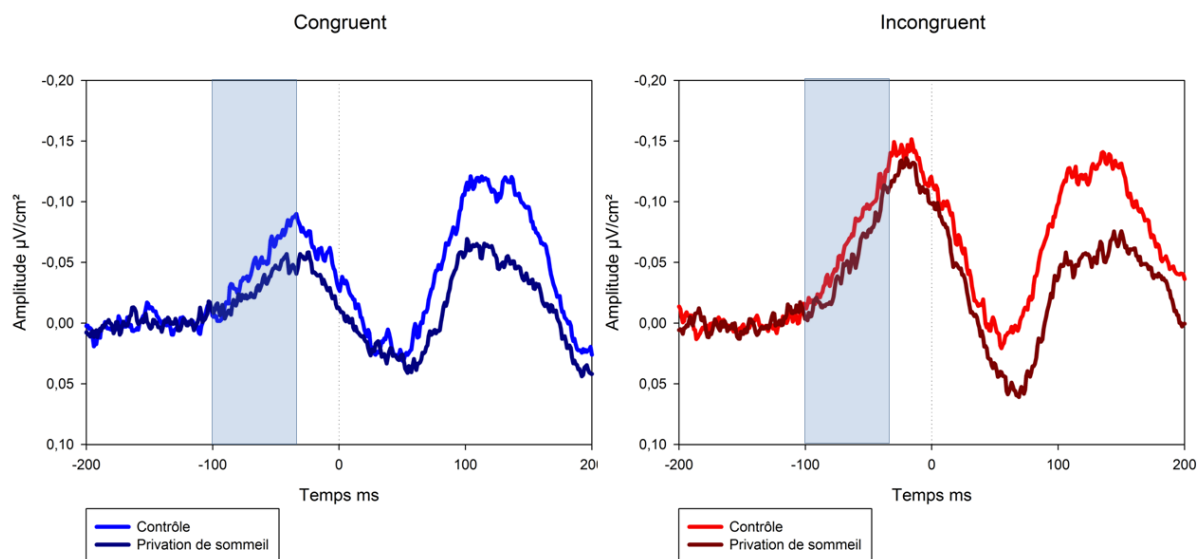 Congruent
Amplitude µV/cm²
-0,20
-0,15
-0,10
-0,05
0,00
0,05
0,10
-200
-100
0
100
200
Temps ms
Contrôle
Privation de sommeil
Incongruent
Amplitude µV/cm²
-0,20
-0,15
-0,10
-0,05
0,00
0,05
0,10
-200
-100
0
100
200
Temps ms
Contrôle
Privation de sommeil